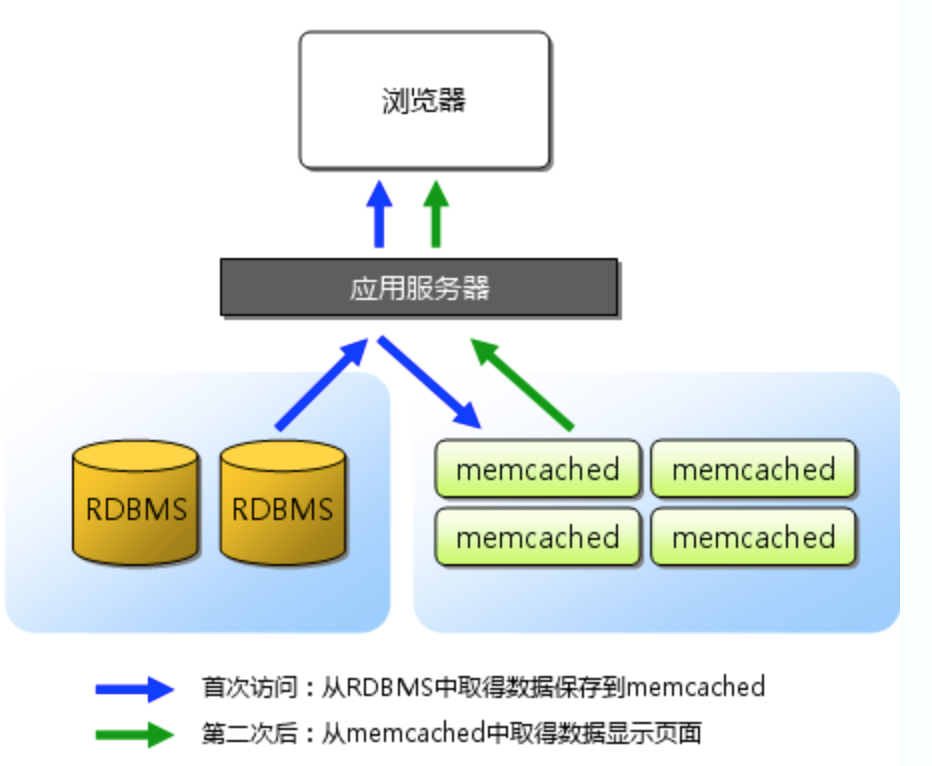 浏览器
应用服务器
RDBMS RDBMS
memcached memcached
memcached memcached
首次访问：从RDBMS中取得数据保存到memcached
第二次后：从memcached中取得数据显示页面